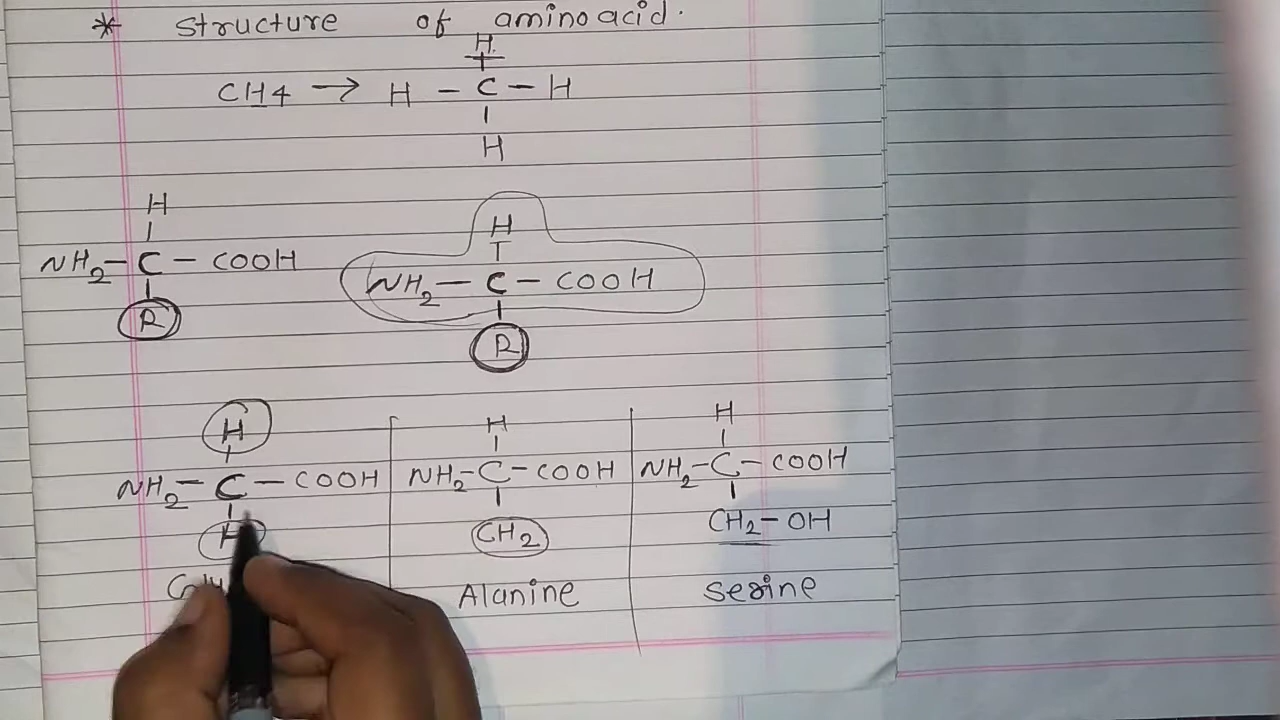 * Structure of aminoacid.
H
CH4 → H - C - H
H
H
NH2 - C - COOH
R
H
NH2 - C - COOH
R
H
NH2 - C - COOH
H
H
NH2 - C - COOH
CH2
Alanine
H
NH2 - C - COOH
CH2 - OH
Serine